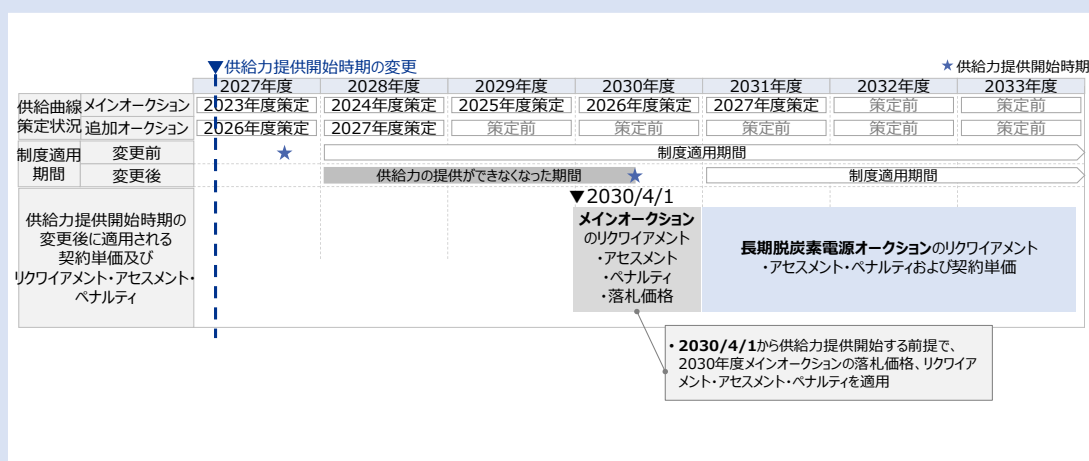 ▼供給力提供開始時期の変更
★供給力提供開始時期
2027年度 2028年度 2029年度 2030年度 2031年度 2032年度 2033年度
供給曲線
策定状況
メインオークション 2023年度策定 2024年度策定 2025年度策定 2026年度策定 2027年度策定 策定前 策定前
追加オークション 2026年度策定 2027年度策定 策定前 策定前 策定前 策定前 策定前
制度適用
期間
変更前 ★ 制度適用期間
変更後 供給力の提供ができなくなった期間 ★ 制度適用期間
▼2030/4/1
供給力提供開始時期の
変更後に適用される
契約単価及び
リクワイアメント・アセスメント・
ペナルティ
メインオークション
のリクワイアメント
・アセスメント
・ペナルティ
・落札価格
長期脱炭素電源オークションのリクワイアメント
・アセスメント・ペナルティおよび契約単価
・2030/4/1から供給力提供開始する前提で、
2030年度メインオークションの落札価格、リクワイア
メント・アセスメント・ペナルティを適用